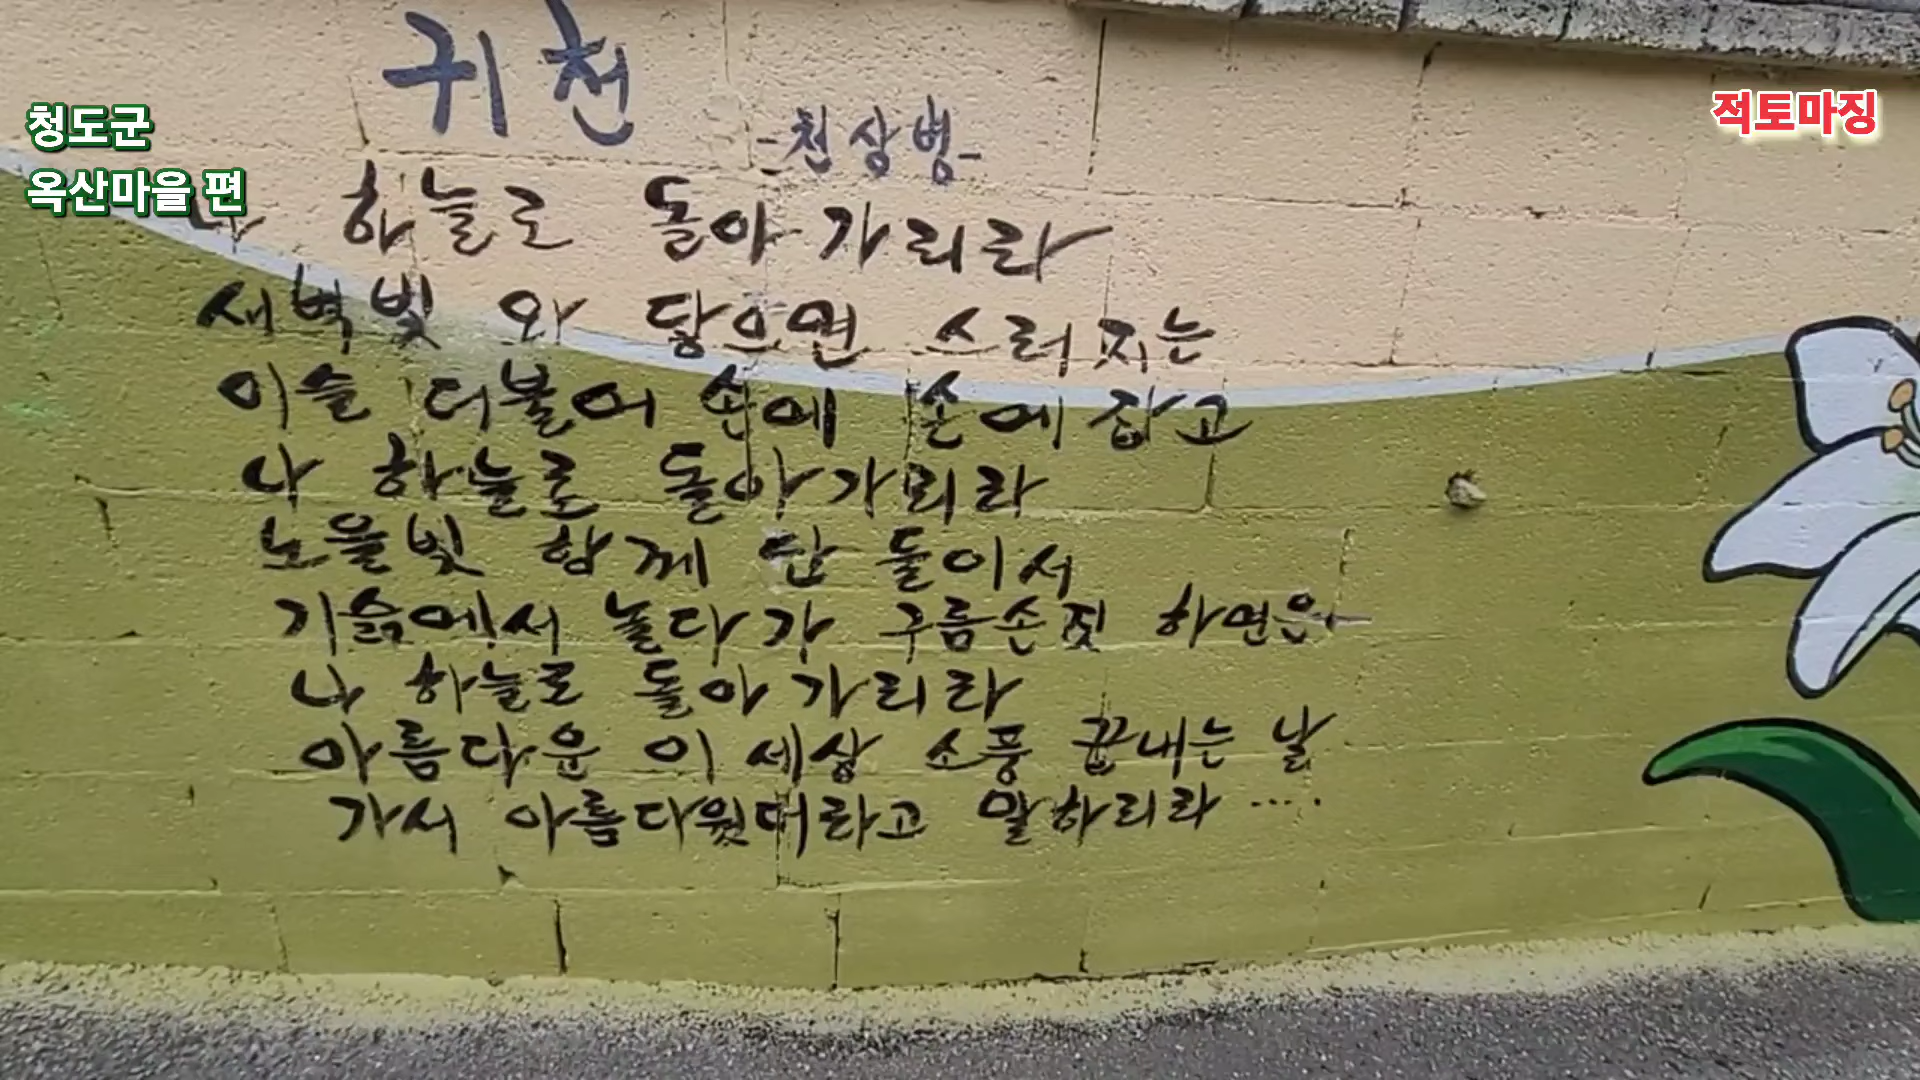 귀천
-천상병-
청도군
옥산마을 편
적토마징
나 하늘로 돌아가리라
새벽빛 와 닿으면 스러지는
이슬 더불어 손에 손에 잡고
나 하늘로 돌아가리라
노을빛 함께 단 둘이서
기슭에서 놀다가 구름손짓 하면은
나 하늘로 돌아가리라
아름다운 이 세상 소풍 끝내는 날
가서 아름다웠더라고 말하리라 ....